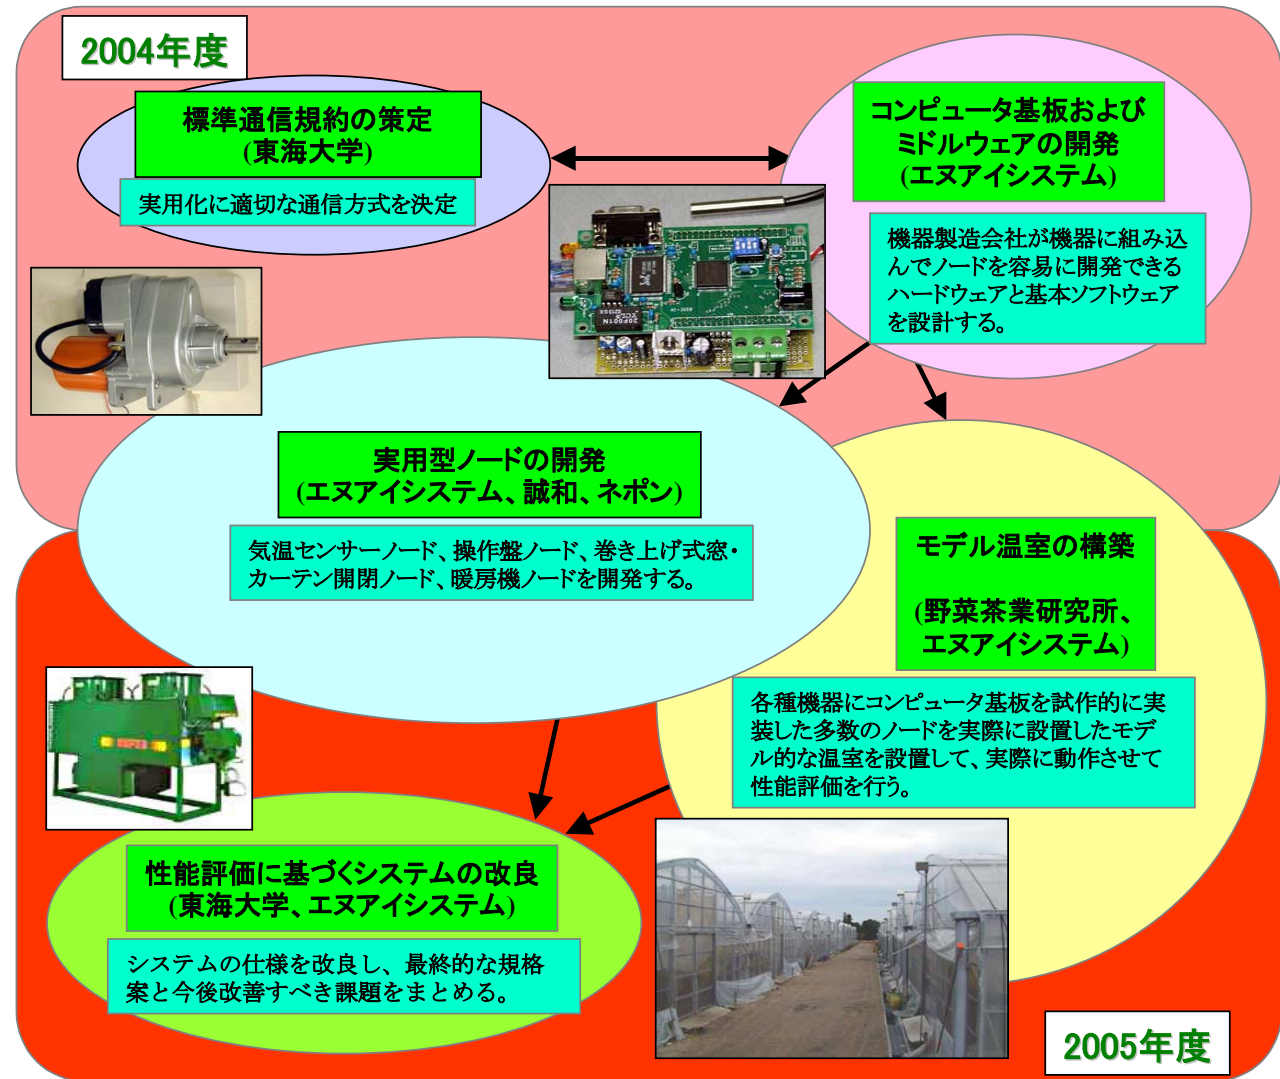 2004年度
標準通信規約の策定
(東海大学)
実用化に適切な通信方式を決定
コンピュータ基板および
ミドルウェアの開発
(エヌアイシステム)
機器製造会社が機器に組み込
んでノードを容易に開発できる
ハードウェアと基本ソフトウェア
を設計する。
実用型ノードの開発
(エヌアイシステム、誠和、ネポン)
気温センサーノード、操作盤ノード、巻き上げ式窓・
カーテン開閉ノード、暖房機ノードを開発する。
モデル温室の構築
(野菜茶業研究所、
エヌアイシステム)
各種機器にコンピュータ基板を試作的に実
装した多数のノードを実際に設置したモデ
ル的な温室を設置して、実際に動作させて
性能評価を行う。
性能評価に基づくシステムの改良
(東海大学、エヌアイシステム)
システムの仕様を改良し、最終的な規格
案と今後改善すべき課題をまとめる。
2005年度